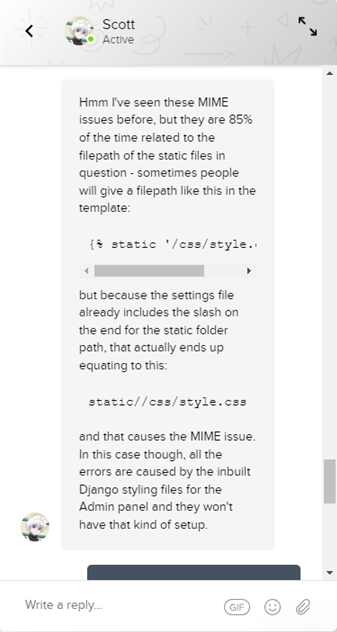 Scott
Active
Hmm I've seen these MIME
issues before, but they are 85%
of the time related to the
filepath of the static files in
question - sometimes people
will give a filepath like this in the
template:
{% static '/css/style.
but because the settings file
already includes the slash on
the end for the static folder
path, that actually ends up
equating to this:
static//css/style.css
and that causes the MIME issue.
In this case though, all the
errors are caused by the inbuilt
Django styling files for the
Admin panel and they won't
have that kind of setup.
Write a reply...
GIF